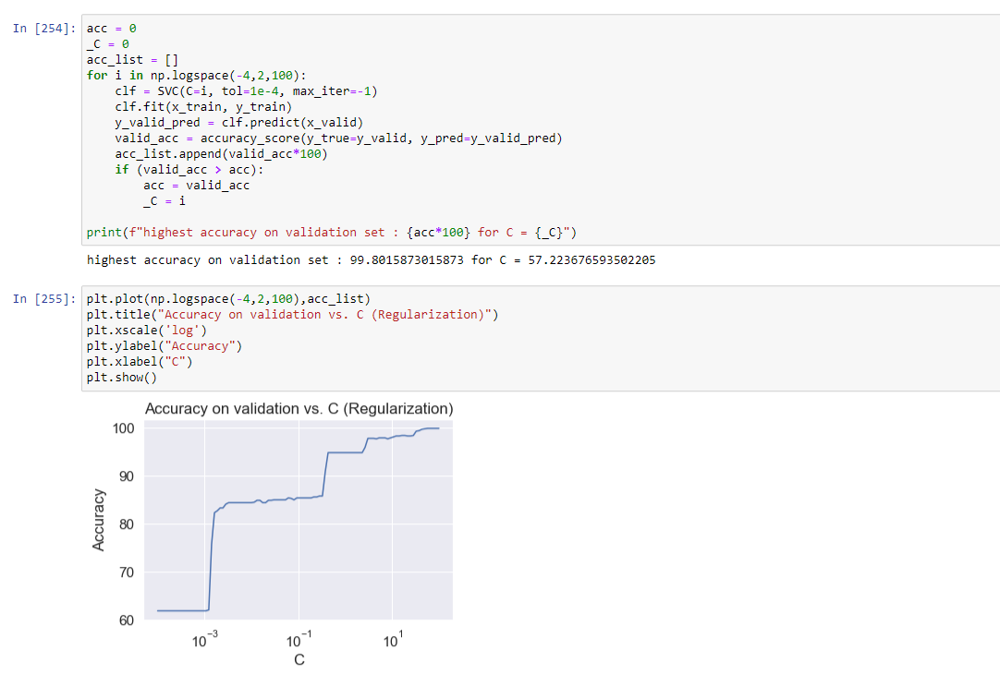 In [254]:
acc = 0
_C = 0
acc_list = []
for i in np.logspace(-4,2,100):
    clf = SVC(C=i, tol=1e-4, max_iter=-1)
    clf.fit(x_train, y_train)
    y_valid_pred = clf.predict(x_valid)
    valid_acc = accuracy_score(y_true=y_valid, y_pred=y_valid_pred)
    acc_list.append(valid_acc*100)
    if (valid_acc > acc):
        acc = valid_acc
        _C = i
print(f"highest accuracy on validation set : {acc*100} for C = {_C}")
highest accuracy on validation set : 99.8015873015873 for C = 57.223676593502205
In [255]:
plt.plot(np.logspace(-4,2,100),acc_list)
plt.title("Accuracy on validation vs. C (Regularization)")
plt.xscale('log')
plt.ylabel("Accuracy")
plt.xlabel("C")
plt.show()
Accuracy on validation vs. C (Regularization)
100
90
80
70
60
Accuracy
10⁻³ 10⁻¹ 10¹
C